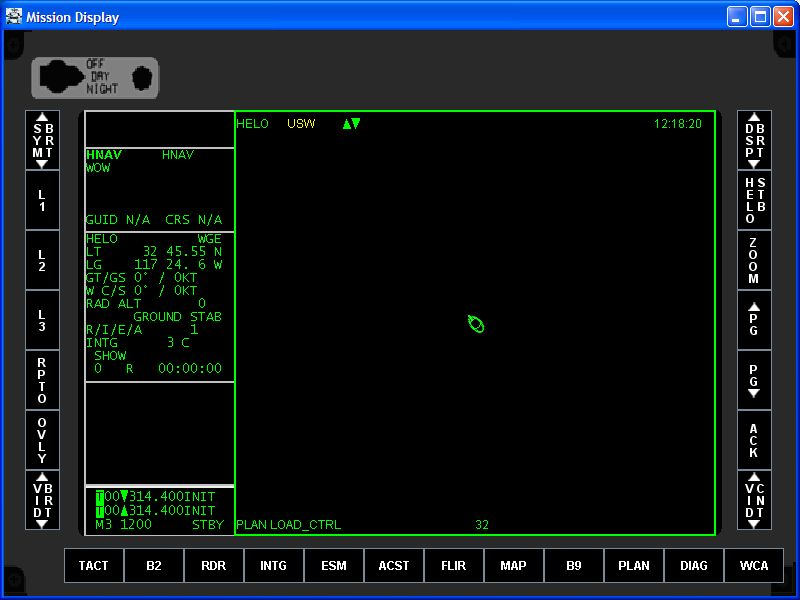 Mission Display
OFF
DAY
NIGHT
SYM BRT
L1
L2
L3
RPTO
OVLY
VID BRT
HNAV HNAV
WOW
GUID N/A CRS N/A
HELO WGE
LT 32 45.55 N
LG 117 24. 6 W
GT/GS 0° / 0KT
W C/S 0° / 0KT
RAD ALT 0
GROUND STAB
R/I/E/A 1
INTG 3 C
SHOW
0 R 00:00:00
T00▼314.400INIT
T00▲314.400INIT
M3 1200 STBY
HELO USW ▲▼ 12:18:20
PLAN LOAD_CTRL 32
DSP BRT
HELO STB
ZOOM
▲ PG
PG ▼
ACK
VID CNT
TACT B2 RDR INTG ESM ACST FLIR MAP B9 PLAN DIAG WCA